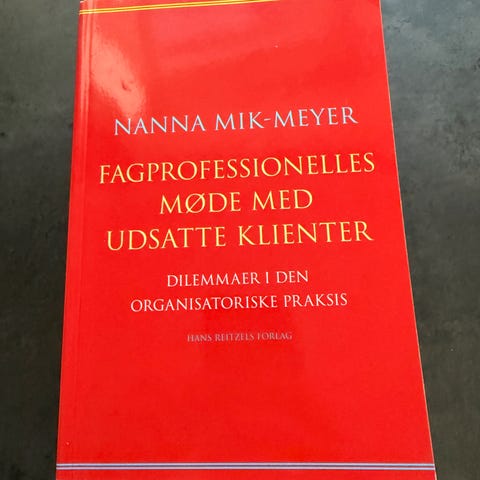 NANNA MIK-MEYER
FAGPROFESSIONELLES
MØDE MED
UDSATTE KLIENTER
DILEMMAER I DEN
ORGANISATORISKE PRAKSIS
HANS REITZELS FORLAG